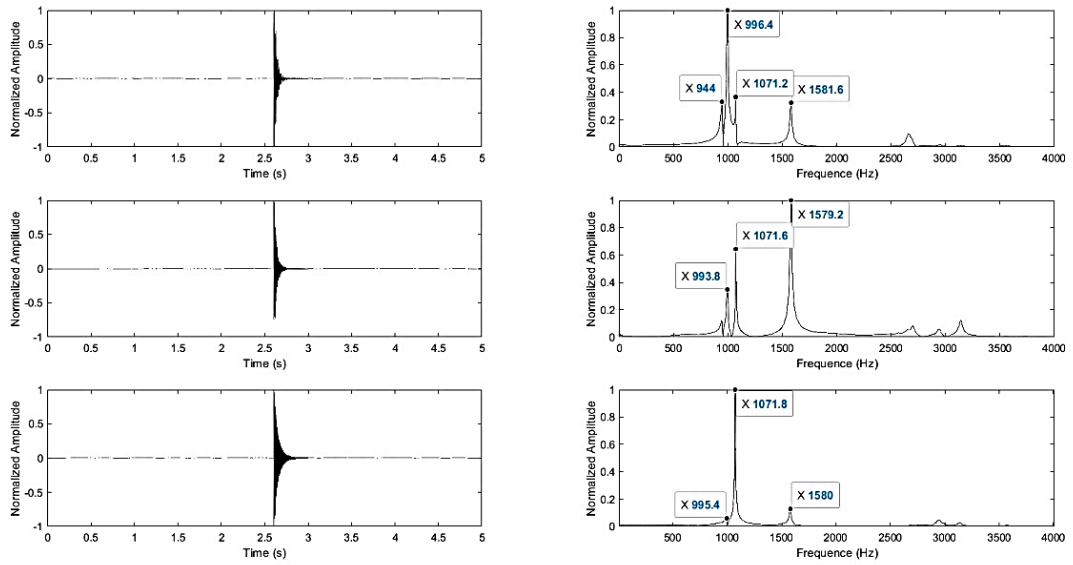 Normalized Amplitude
1
0.5
0
-0.5
-1
0 0.5 1 1.5 2 2.5 3 3.5 4 4.5 5
Time (s)
Normalized Amplitude
1
0.8
0.6
0.4
0.2
0
X 996.4
X 944
X 1071.2
X 1581.6
0 500 1000 1500 2000 2500 3000 3500 4000
Frequence (Hz)
Normalized Amplitude
1
0.5
0
-0.5
-1
0 0.5 1 1.5 2 2.5 3 3.5 4 4.5 5
Time (s)
Normalized Amplitude
1
0.8
0.6
0.4
0.2
0
X 1579.2
X 1071.6
X 993.8
0 500 1000 1500 2000 2500 3000 3500 4000
Frequence (Hz)
Normalized Amplitude
1
0.5
0
-0.5
-1
0 0.5 1 1.5 2 2.5 3 3.5 4 4.5 5
Time (s)
Normalized Amplitude
1
0.8
0.6
0.4
0.2
0
X 1071.8
X 995.4
X 1580
0 500 1000 1500 2000 2500 3000 3500 4000
Frequence (Hz)